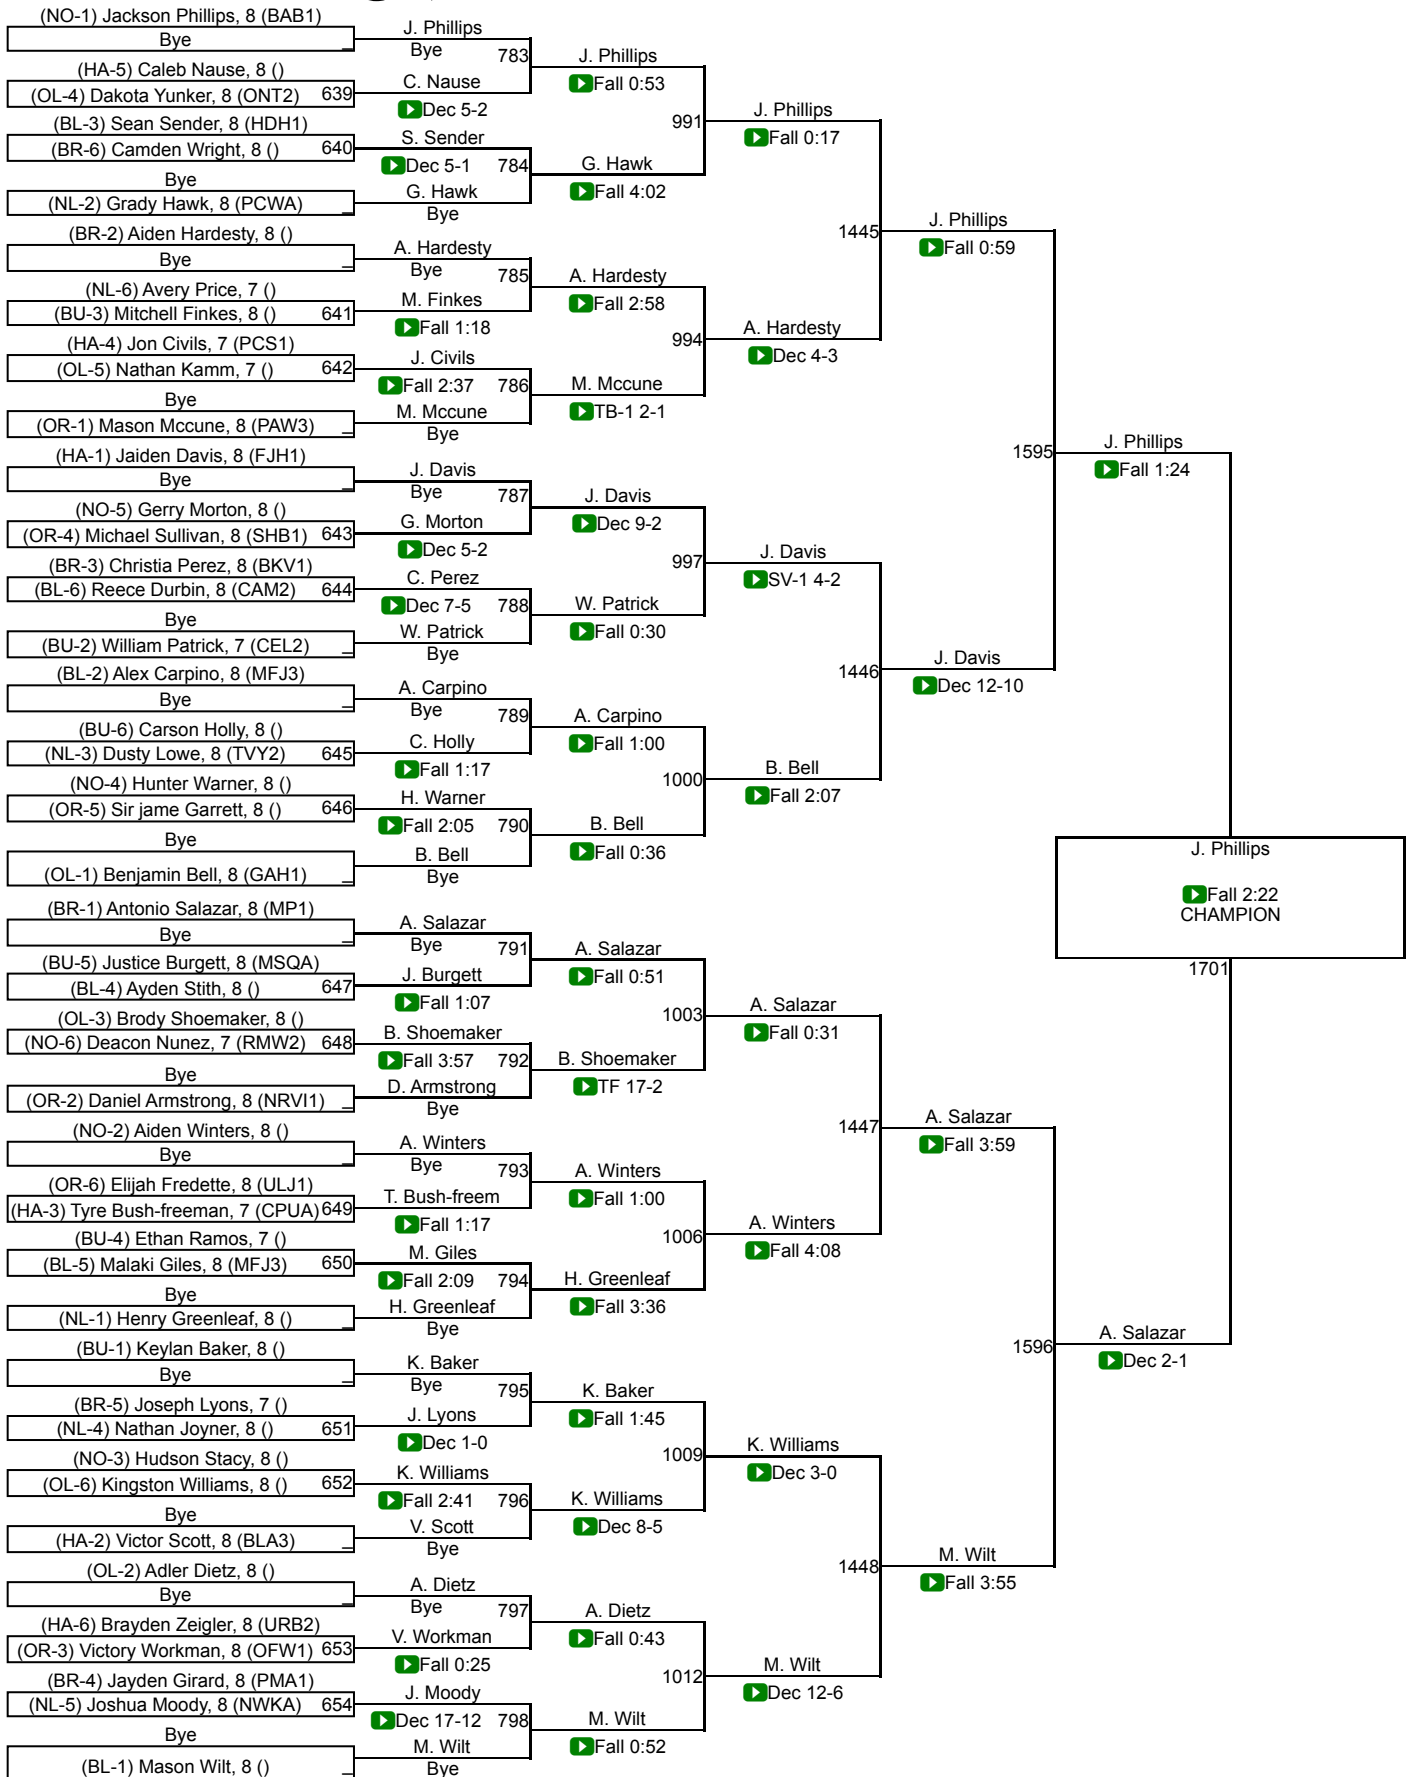 (NO-1) Jackson Phillips, 8 (BAB1)
Bye
(HA-5) Caleb Nause, 8 ()
(OL-4) Dakota Yunker, 8 (ONT2) 639
(BL-3) Sean Sender, 8 (HDH1)
(BR-6) Camden Wright, 8 () 640
Bye
(NL-2) Grady Hawk, 8 (PCWA)
(BR-2) Aiden Hardesty, 8 ()
Bye
(NL-6) Avery Price, 7 ()
(BU-3) Mitchell Finkes, 8 () 641
(HA-4) Jon Civils, 7 (PCS1)
(OL-5) Nathan Kamm, 7 () 642
Bye
(OR-1) Mason Mccune, 8 (PAW3)
(HA-1) Jaiden Davis, 8 (FJH1)
Bye
(NO-5) Gerry Morton, 8 ()
(OR-4) Michael Sullivan, 8 (SHB1) 643
(BR-3) Christia Perez, 8 (BKV1)
(BL-6) Reece Durbin, 8 (CAM2) 644
Bye
(BU-2) William Patrick, 7 (CEL2)
(BL-2) Alex Carpino, 8 (MFJ3)
Bye
(BU-6) Carson Holly, 8 ()
(NL-3) Dusty Lowe, 8 (TVY2) 645
(NO-4) Hunter Warner, 8 ()
(OR-5) Sir jame Garrett, 8 () 646
Bye
(OL-1) Benjamin Bell, 8 (GAH1)
(BR-1) Antonio Salazar, 8 (MP1)
Bye
(BU-5) Justice Burgett, 8 (MSQA)
(BL-4) Ayden Stith, 8 () 647
(OL-3) Brody Shoemaker, 8 ()
(NO-6) Deacon Nunez, 7 (RMW2) 648
Bye
(OR-2) Daniel Armstrong, 8 (NRVI1)
(NO-2) Aiden Winters, 8 ()
Bye
(OR-6) Elijah Fredette, 8 (ULJ1)
(HA-3) Tyre Bush-freeman, 7 (CPUA) 649
(BU-4) Ethan Ramos, 7 ()
(BL-5) Malaki Giles, 8 (MFJ3) 650
Bye
(NL-1) Henry Greenleaf, 8 ()
(BU-1) Keylan Baker, 8 ()
Bye
(BR-5) Joseph Lyons, 7 ()
(NL-4) Nathan Joyner, 8 () 651
(NO-3) Hudson Stacy, 8 ()
(OL-6) Kingston Williams, 8 () 652
Bye
(HA-2) Victor Scott, 8 (BLA3)
(OL-2) Adler Dietz, 8 ()
Bye
(HA-6) Brayden Zeigler, 8 (URB2)
(OR-3) Victory Workman, 8 (OFW1) 653
(BR-4) Jayden Girard, 8 (PMA1)
(NL-5) Joshua Moody, 8 (NWKA) 654
Bye
(BL-1) Mason Wilt, 8 ()
J. Phillips
Bye 783
C. Nause
Dec 5-2
S. Sender
Dec 5-1 784
G. Hawk
Bye
A. Hardesty
Bye 785
M. Finkes
Fall 1:18
J. Civils
Fall 2:37 786
M. Mccune
Bye
J. Davis
Bye 787
G. Morton
Dec 5-2
C. Perez
Dec 7-5 788
W. Patrick
Bye
A. Carpino
Bye 789
C. Holly
Fall 1:17
H. Warner
Fall 2:05 790
B. Bell
Bye
A. Salazar
Bye 791
J. Burgett
Fall 1:07
B. Shoemaker
Fall 3:57 792
D. Armstrong
Bye
A. Winters
Bye 793
T. Bush-freem
Fall 1:17
M. Giles
Fall 2:09 794
H. Greenleaf
Bye
K. Baker
Bye 795
J. Lyons
Dec 1-0
K. Williams
Fall 2:41 796
V. Scott
Bye
A. Dietz
Bye 797
V. Workman
Fall 0:25
J. Moody
Dec 17-12 798
M. Wilt
Bye
J. Phillips
Fall 0:53
991
G. Hawk
Fall 4:02
A. Hardesty
Fall 2:58
994
M. Mccune
TB-1 2-1
J. Davis
Dec 9-2
997
W. Patrick
Fall 0:30
A. Carpino
Fall 1:00
1000
B. Bell
Fall 0:36
A. Salazar
Fall 0:51
1003
B. Shoemaker
TF 17-2
A. Winters
Fall 1:00
1006
H. Greenleaf
Fall 3:36
K. Baker
Fall 1:45
1009
K. Williams
Dec 8-5
A. Dietz
Fall 0:43
1012
M. Wilt
Fall 0:52
J. Phillips
Fall 0:17
1445
A. Hardesty
Dec 4-3
J. Davis
SV-1 4-2
1446
B. Bell
Fall 2:07
A. Salazar
Fall 0:31
1447
A. Winters
Fall 4:08
K. Williams
Dec 3-0
1448
M. Wilt
Dec 12-6
J. Phillips
Fall 0:59
1595
J. Davis
Dec 12-10
A. Salazar
Fall 3:59
1596
M. Wilt
Fall 3:55
J. Phillips
Fall 1:24
A. Salazar
Dec 2-1
J. Phillips
Fall 2:22
CHAMPION
1701